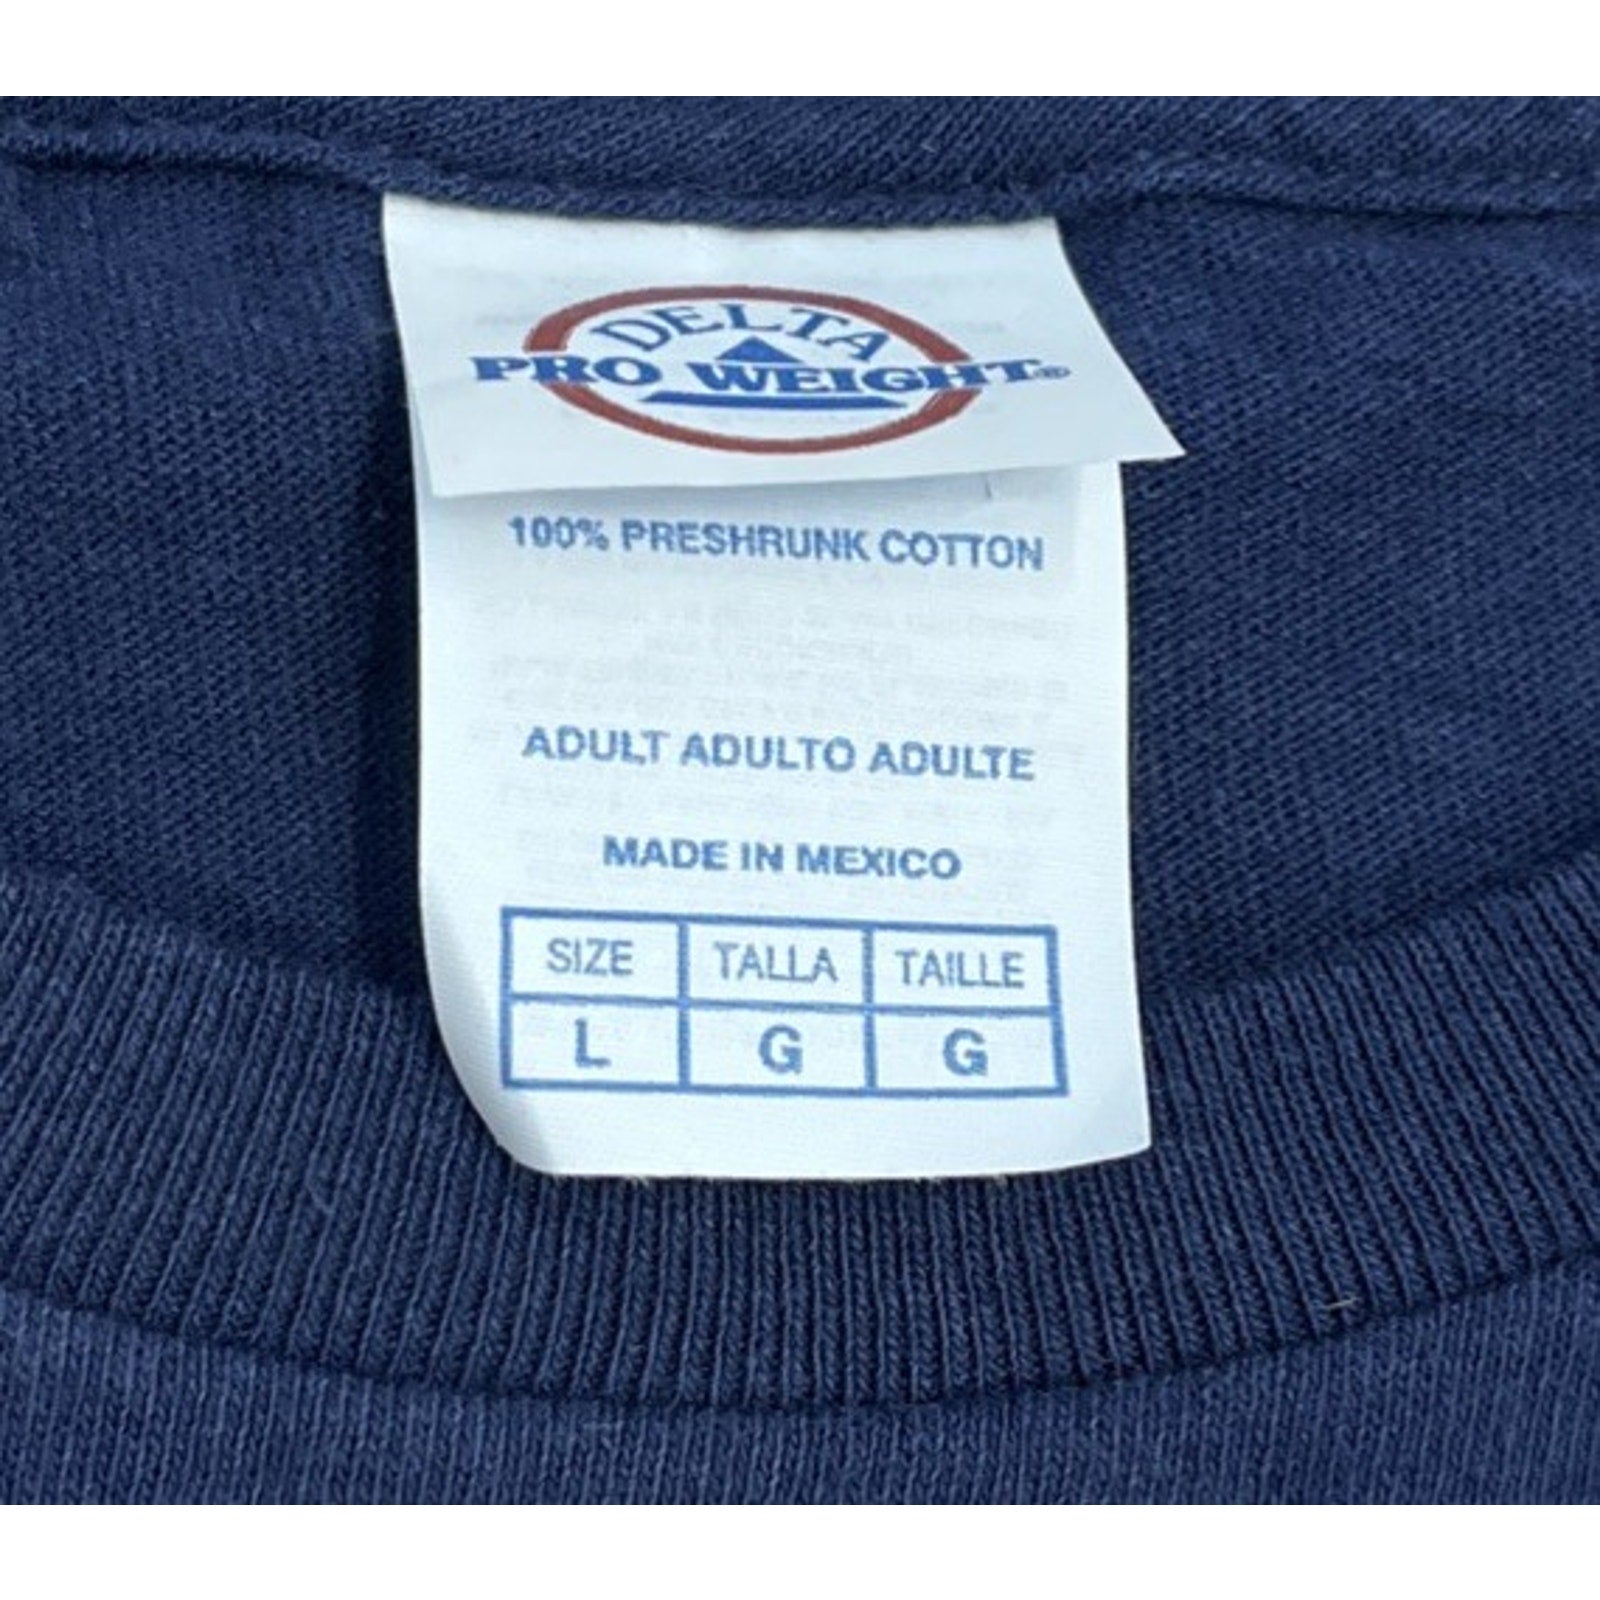 DELTA
PRO WEIGHT®
100% PRESHRUNK COTTON
ADULT ADULTO ADULTE
MADE IN MEXICO
SIZE TALLA TAILLE
L G G